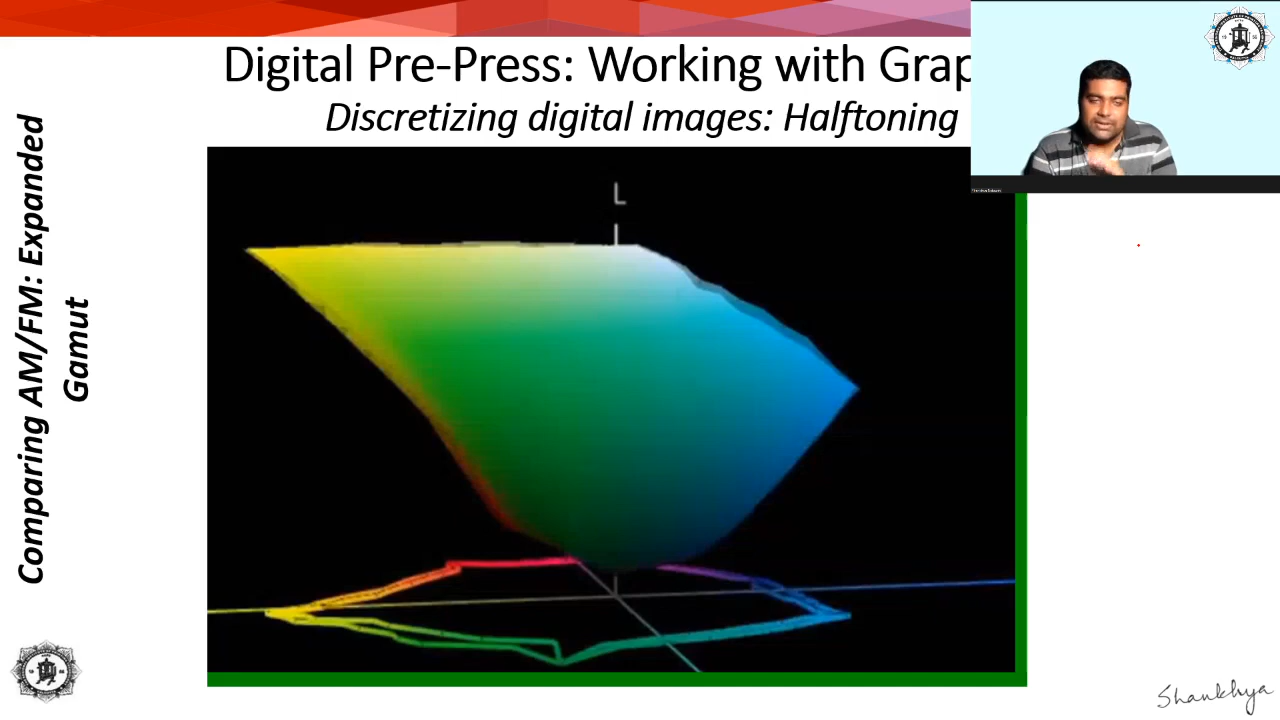 Digital Pre-Press: Working with Grap
Discretizing digital images: Halftoning
Comparing AM/FM: Expanded
Gamut
L
Shankhya